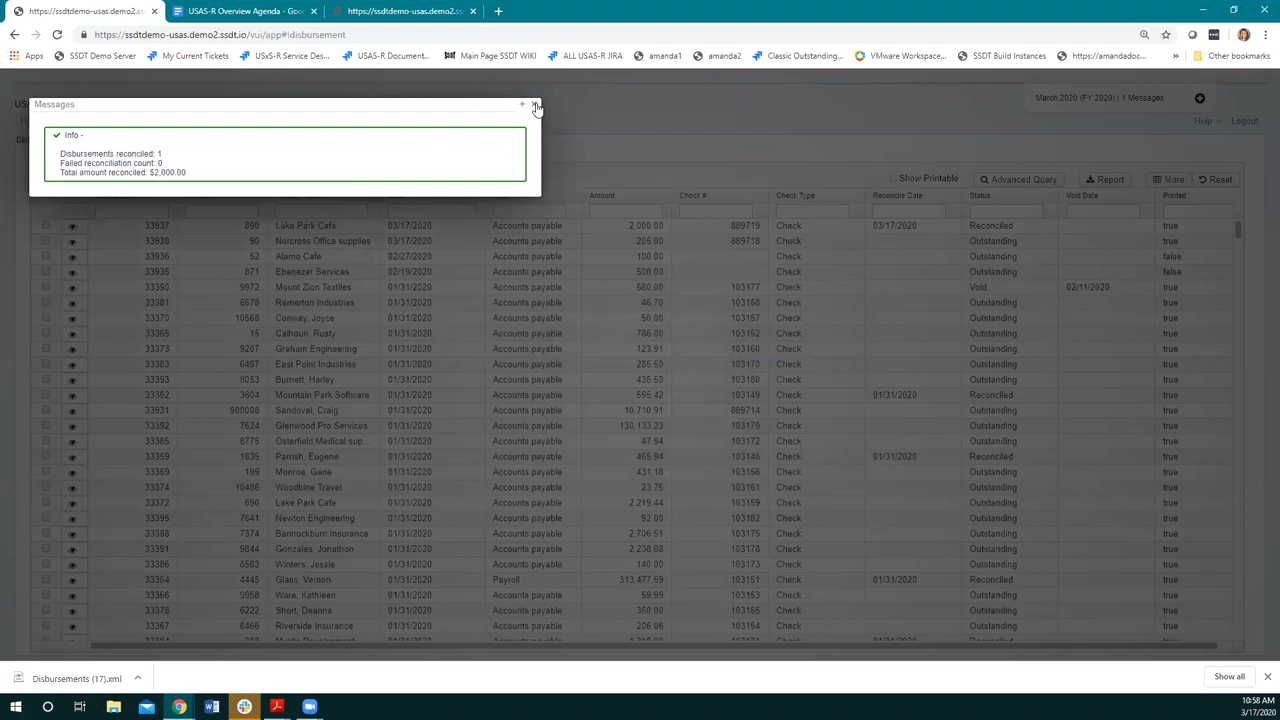 https://ssdtdemo-usas.demo2.ssdt.io
USAS-R Overview Agenda - Goo
https://ssdtdemo-usas.demo2.ssdt.io
https://ssdtdemo-usas.demo2.ssdt.io/vui/app#!disbursement
Apps SSDT Demo Server My Current Tickets USxS-R Service Des... USAS-R Document... Main Page SSDT WIKI ALL USAS-R JIRA amanda1 amanda2 Classic Outstanding... VMware Workspace... SSDT Build Instances https://amandadoc... » Other bookmarks
March 2020 (FY 2020) | 1 Messages
Help Logout
Messages
Info -
Disbursements reconciled: 1
Failed reconciliation count: 0
Total amount reconciled: $2,000.00
Show Printable Advanced Query Report More Reset
Amount Check # Check Type Reconcile Date Status Void Date Printed
33937 890 Lake Park Cafe 03/17/2020 Accounts payable 2,000.00 889719 Check 03/17/2020 Reconciled true
33938 90 Norcross Office supplies 03/17/2020 Accounts payable 205.00 889718 Check Outstanding true
33936 52 Alamo Cafe 02/27/2020 Accounts payable 100.00 Check Outstanding false
33935 871 Ebenezer Services 02/19/2020 Accounts payable 500.00 Check Outstanding false
33390 9972 Mount Zion Textiles 01/31/2020 Accounts payable 680.00 103177 Check Void 02/11/2020 true
33381 6678 Remerton Industries 01/31/2020 Accounts payable 46.70 103168 Check Outstanding true
33370 10568 Conway, Joyce 01/31/2020 Accounts payable 50.00 103157 Check Outstanding true
33365 15 Calhoun, Rusty 01/31/2020 Accounts payable 786.00 103152 Check Outstanding true
33373 9207 Graham Engineering 01/31/2020 Accounts payable 123.91 103160 Check Outstanding true
33383 6497 East Point Industries 01/31/2020 Accounts payable 285.50 103170 Check Outstanding true
33393 8053 Burnett, Harley 01/31/2020 Accounts payable 436.50 103180 Check Outstanding true
33362 3604 Mountain Park Software 01/31/2020 Accounts payable 595.42 103149 Check 01/31/2020 Reconciled true
33931 900008 Sandoval, Craig 01/31/2020 Accounts payable 10,710.91 889714 Check Outstanding true
33392 7624 Glenwood Pro Services 01/31/2020 Accounts payable 130,133.23 103179 Check Outstanding true
33385 8775 Osterfield Medical sup... 01/31/2020 Accounts payable 47.94 103172 Check Outstanding true
33359 1835 Parrish, Eugene 01/31/2020 Accounts payable 465.94 103146 Check 01/31/2020 Reconciled true
33369 199 Monroe, Gene 01/31/2020 Accounts payable 431.18 103156 Check Outstanding true
33374 10486 Woodbine Travel 01/31/2020 Accounts payable 23.75 103161 Check Outstanding true
33372 890 Lake Park Cafe 01/31/2020 Accounts payable 2,219.44 103159 Check Outstanding true
33395 7641 Newton Engineering 01/31/2020 Accounts payable 92.00 103182 Check Outstanding true
33388 7374 Bannockburn Insurance 01/31/2020 Accounts payable 2,706.51 103175 Check Outstanding true
33391 9844 Gonzales, Jonathon 01/31/2020 Accounts payable 2,238.08 103178 Check Outstanding true
33386 8583 Winters, Jessie 01/31/2020 Accounts payable 140.00 103173 Check Outstanding true
33364 4445 Glass, Vernon 01/31/2020 Payroll 313,477.59 103151 Check 01/31/2020 Reconciled true
33366 9958 Ware, Kathleen 01/31/2020 Accounts payable 59.99 103153 Check Outstanding true
33378 6222 Short, Deanna 01/31/2020 Accounts payable 350.00 103165 Check Outstanding true
33367 6466 Riverside Insurance 01/31/2020 Accounts payable 206.06 103154 Check Outstanding true
Disbursements (17).xml
Show all
10:58 AM
3/17/2020